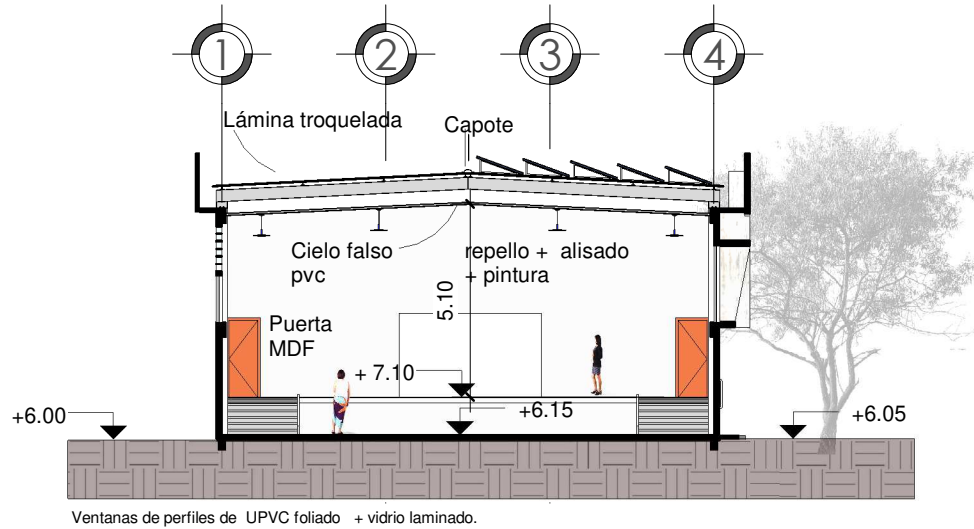 1 2 3 4
Lámina troquelada
Capote
Cielo falso
pvc
repello + alisado
+ pintura
5.10
Puerta
MDF
+ 7.10
+6.00
+6.15
+6.05
Ventanas de perfiles de UPVC foliado + vidrio laminado.